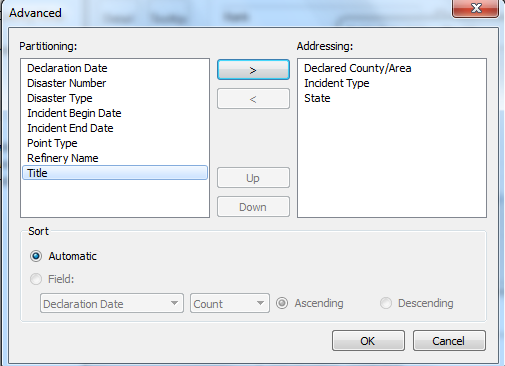 Advanced
Partitioning:
Addressing:
Declaration Date
Disaster Number
Disaster Type
Incident Begin Date
Incident End Date
Point Type
Refinery Name
Title
>
<
Up
Down
Declared County/Area
Incident Type
State
Sort
Automatic
Field:
Declaration Date
Count
Ascending
Descending
OK
Cancel